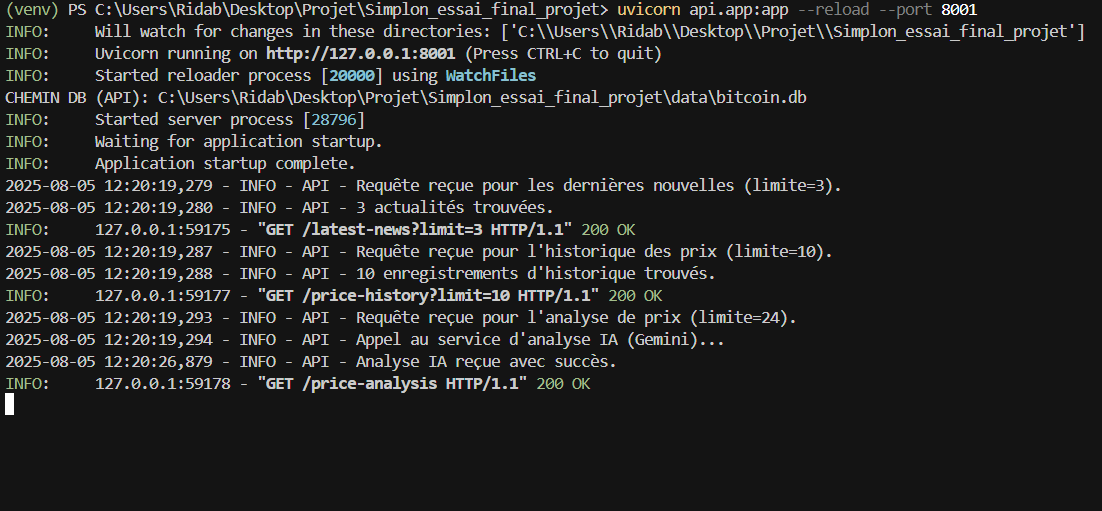 (venv) PS C:\Users\Ridab\Desktop\Projet\Simplon_essai_final_projet> uvicorn api.app:app --reload --port 8001
INFO:     Will watch for changes in these directories: ['C:\\Users\\Ridab\\Desktop\\Projet\\Simplon_essai_final_projet']
INFO:     Uvicorn running on http://127.0.0.1:8001 (Press CTRL+C to quit)
INFO:     Started reloader process [20000] using WatchFiles
CHEMIN DB (API): C:\Users\Ridab\Desktop\Projet\Simplon_essai_final_projet\data\bitcoin.db
INFO:     Started server process [28796]
INFO:     Waiting for application startup.
INFO:     Application startup complete.
2025-08-05 12:20:19,279 - INFO - API - Requête reçue pour les dernières nouvelles (limite=3).
2025-08-05 12:20:19,280 - INFO - API - 3 actualités trouvées.
INFO:     127.0.0.1:59175 - "GET /latest-news?limit=3 HTTP/1.1" 200 OK
2025-08-05 12:20:19,287 - INFO - API - Requête reçue pour l'historique des prix (limite=10).
2025-08-05 12:20:19,288 - INFO - API - 10 enregistrements d'historique trouvés.
INFO:     127.0.0.1:59177 - "GET /price-history?limit=10 HTTP/1.1" 200 OK
2025-08-05 12:20:19,293 - INFO - API - Requête reçue pour l'analyse de prix (limite=24).
2025-08-05 12:20:19,294 - INFO - API - Appel au service d'analyse IA (Gemini)...
2025-08-05 12:20:26,879 - INFO - API - Analyse IA reçue avec succès.
INFO:     127.0.0.1:59178 - "GET /price-analysis HTTP/1.1" 200 OK